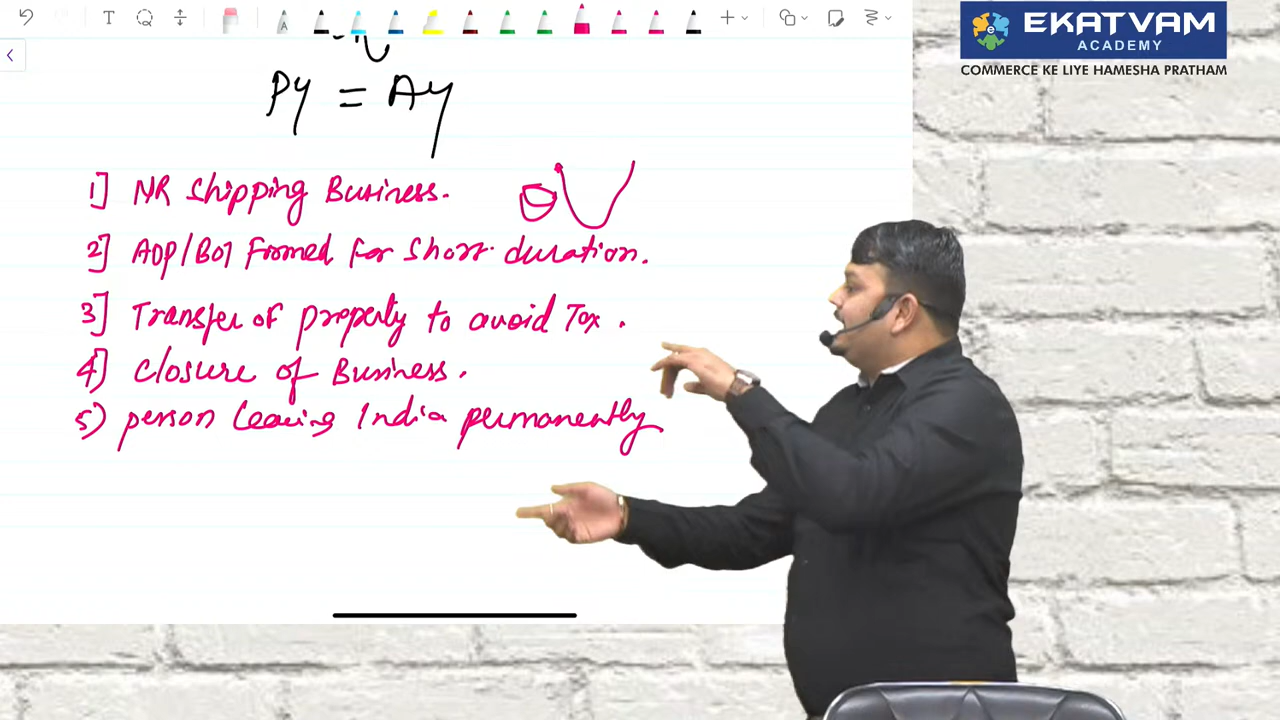 EKATVAM
ACADEMY
COMMERCE KE LIYE HAMESHA PRATHAM
PY = AY
1] NR Shipping Business.
2] AOP/BOI Formed for short duration.
3] Transfer of property to avoid Tax.
4] Closure of Business.
5) person leaving India permanently